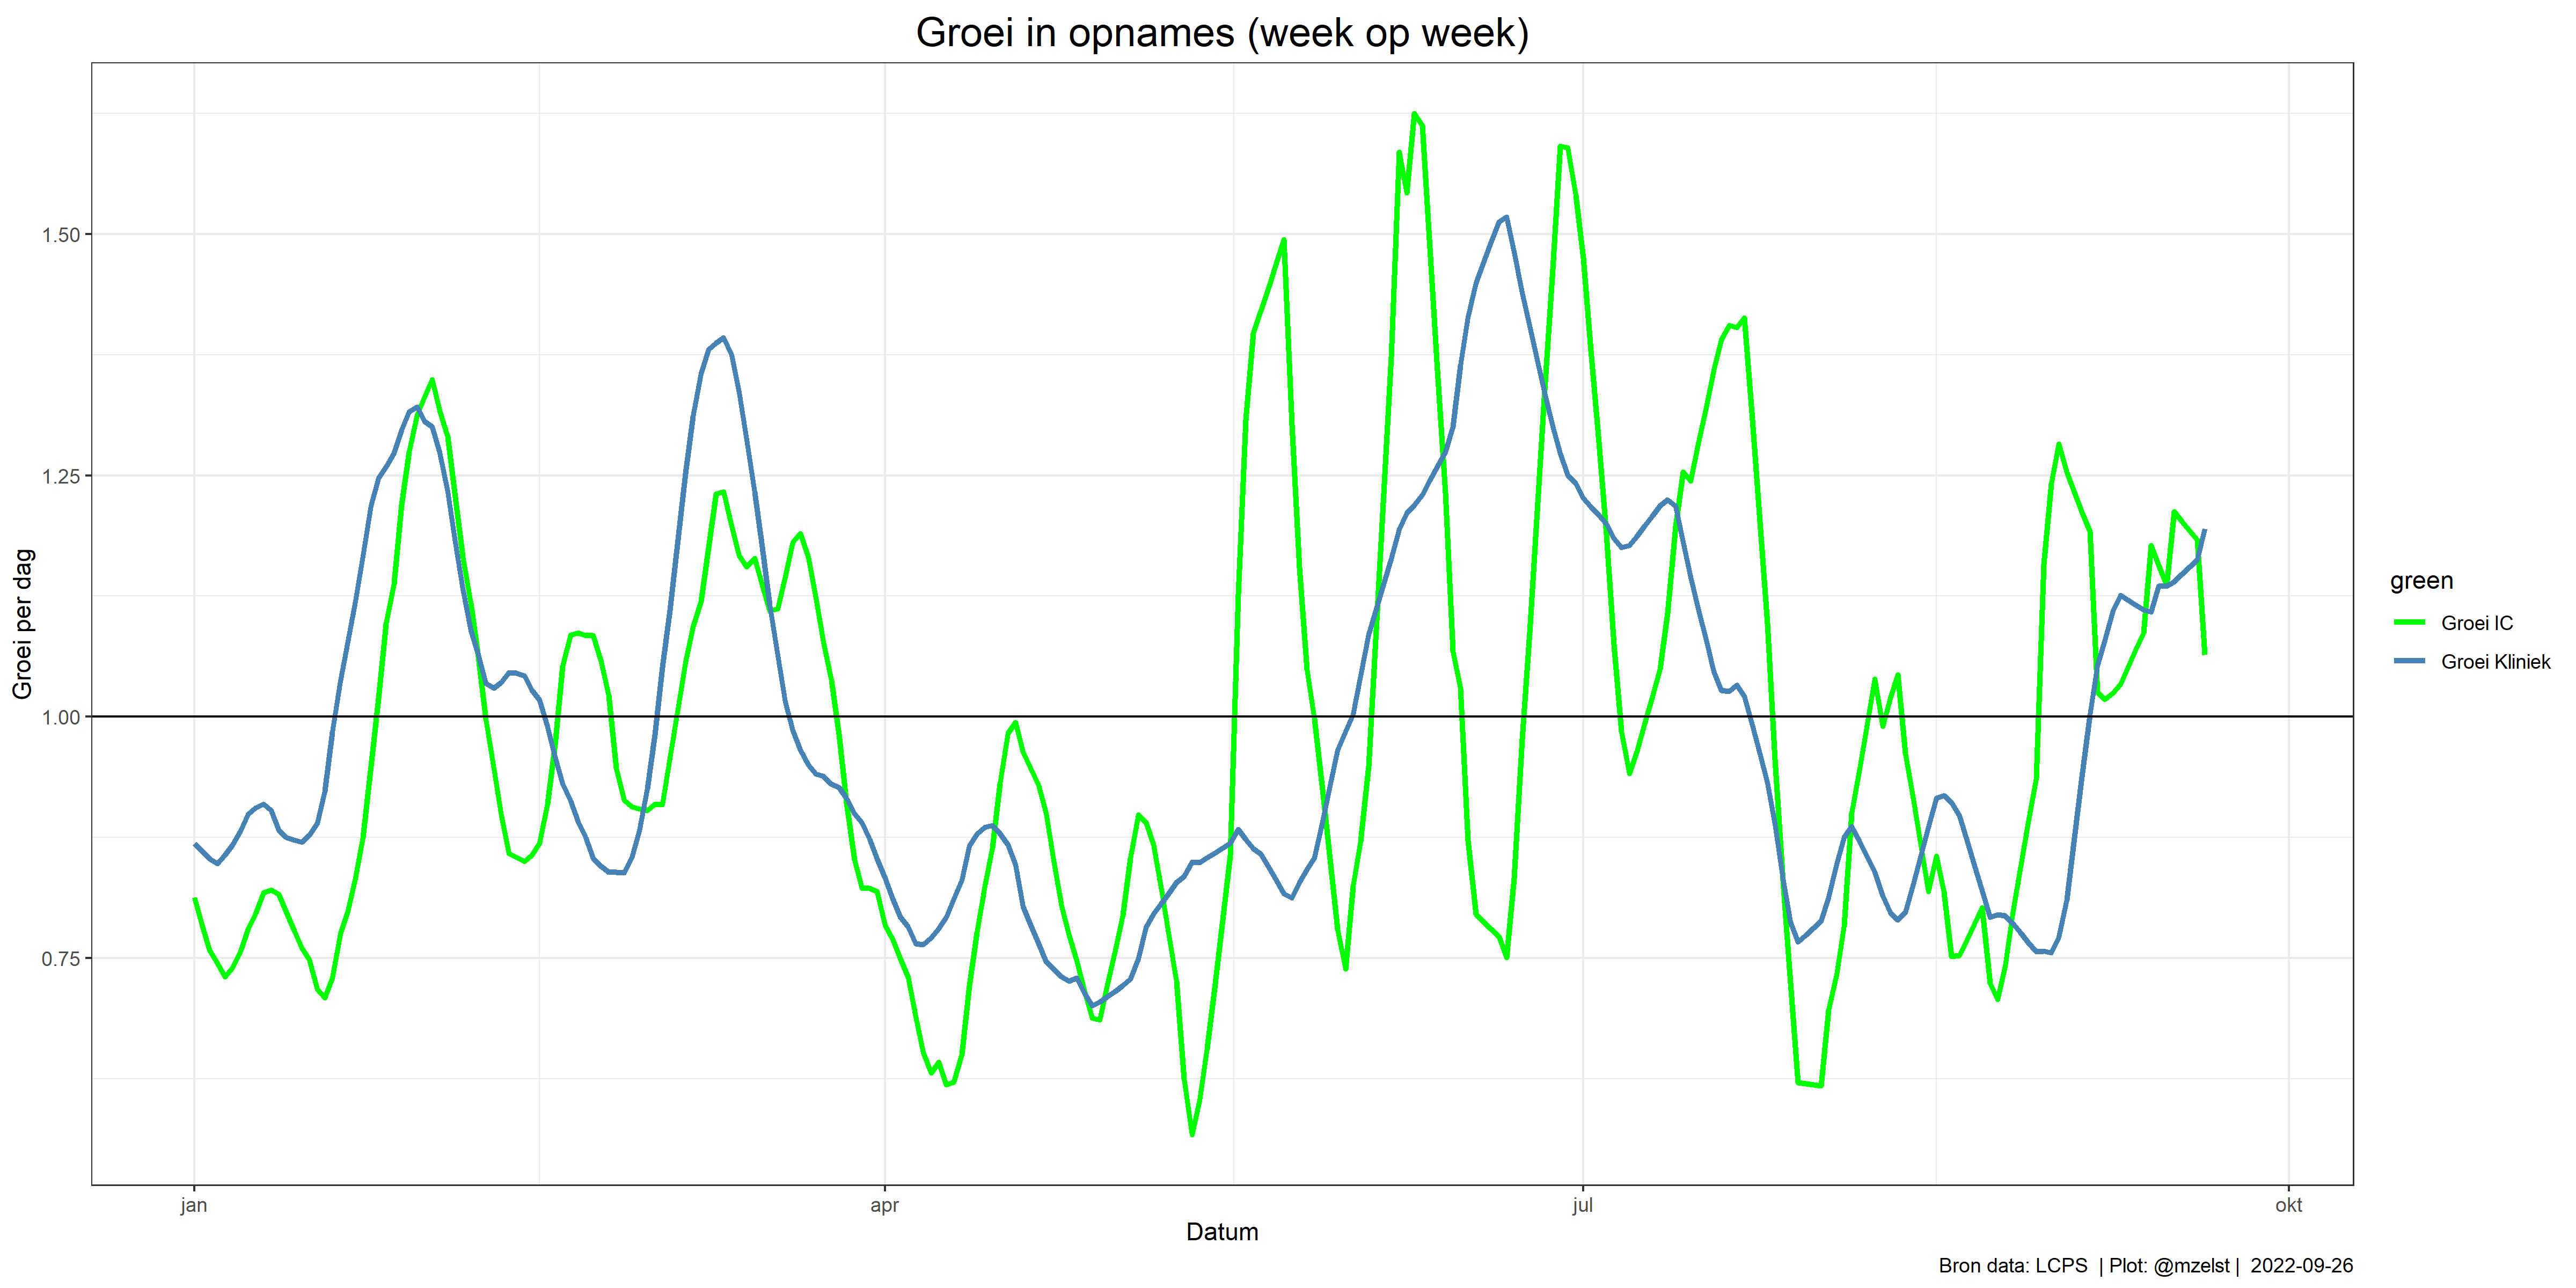 Groei in opnames (week op week)
Groei per dag
1.50
1.25
1.00
0.75
jan
apr
jul
okt
Datum
green
Groei IC
Groei Kliniek
Bron data: LCPS | Plot: @mzelst | 2022-09-26